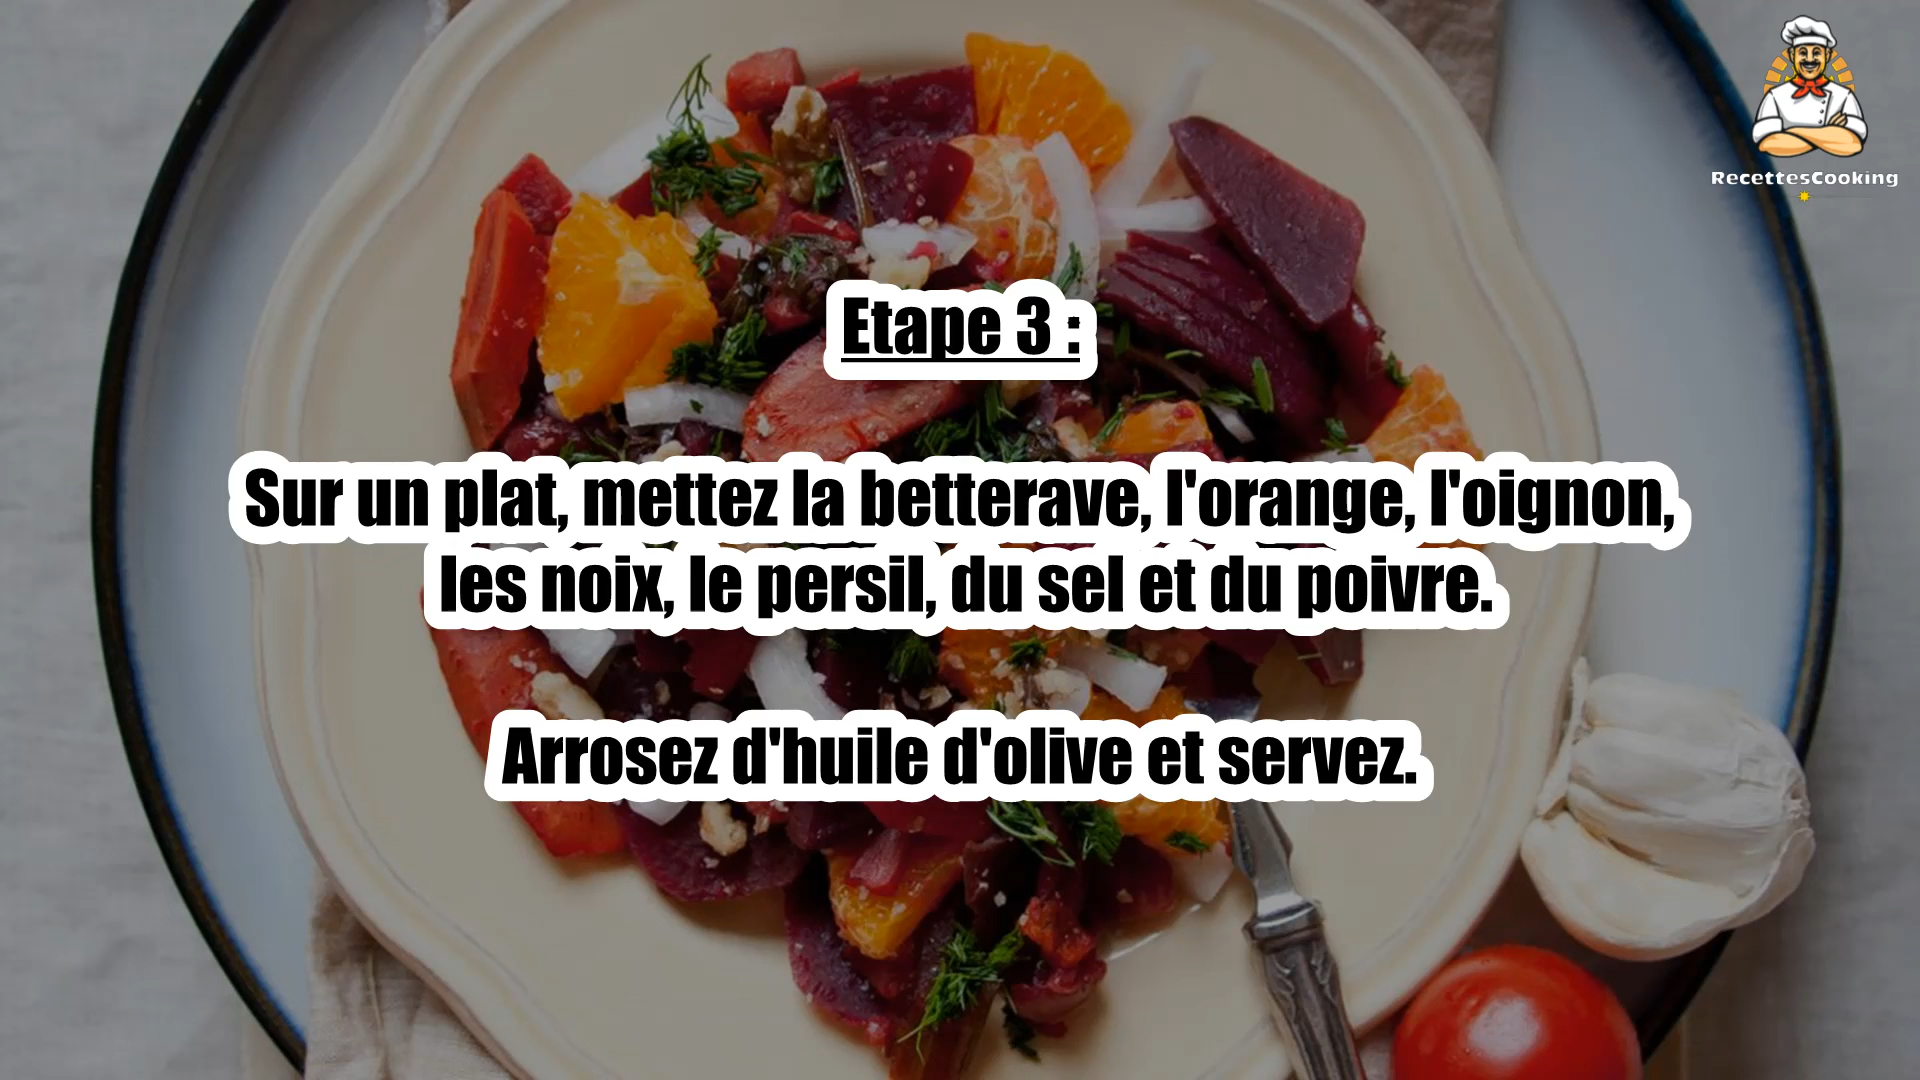 RecettesCooking
Etape 3 :
Sur un plat, mettez la betterave, l'orange, l'oignon,
les noix, le persil, du sel et du poivre.
Arrosez d'huile d'olive et servez.